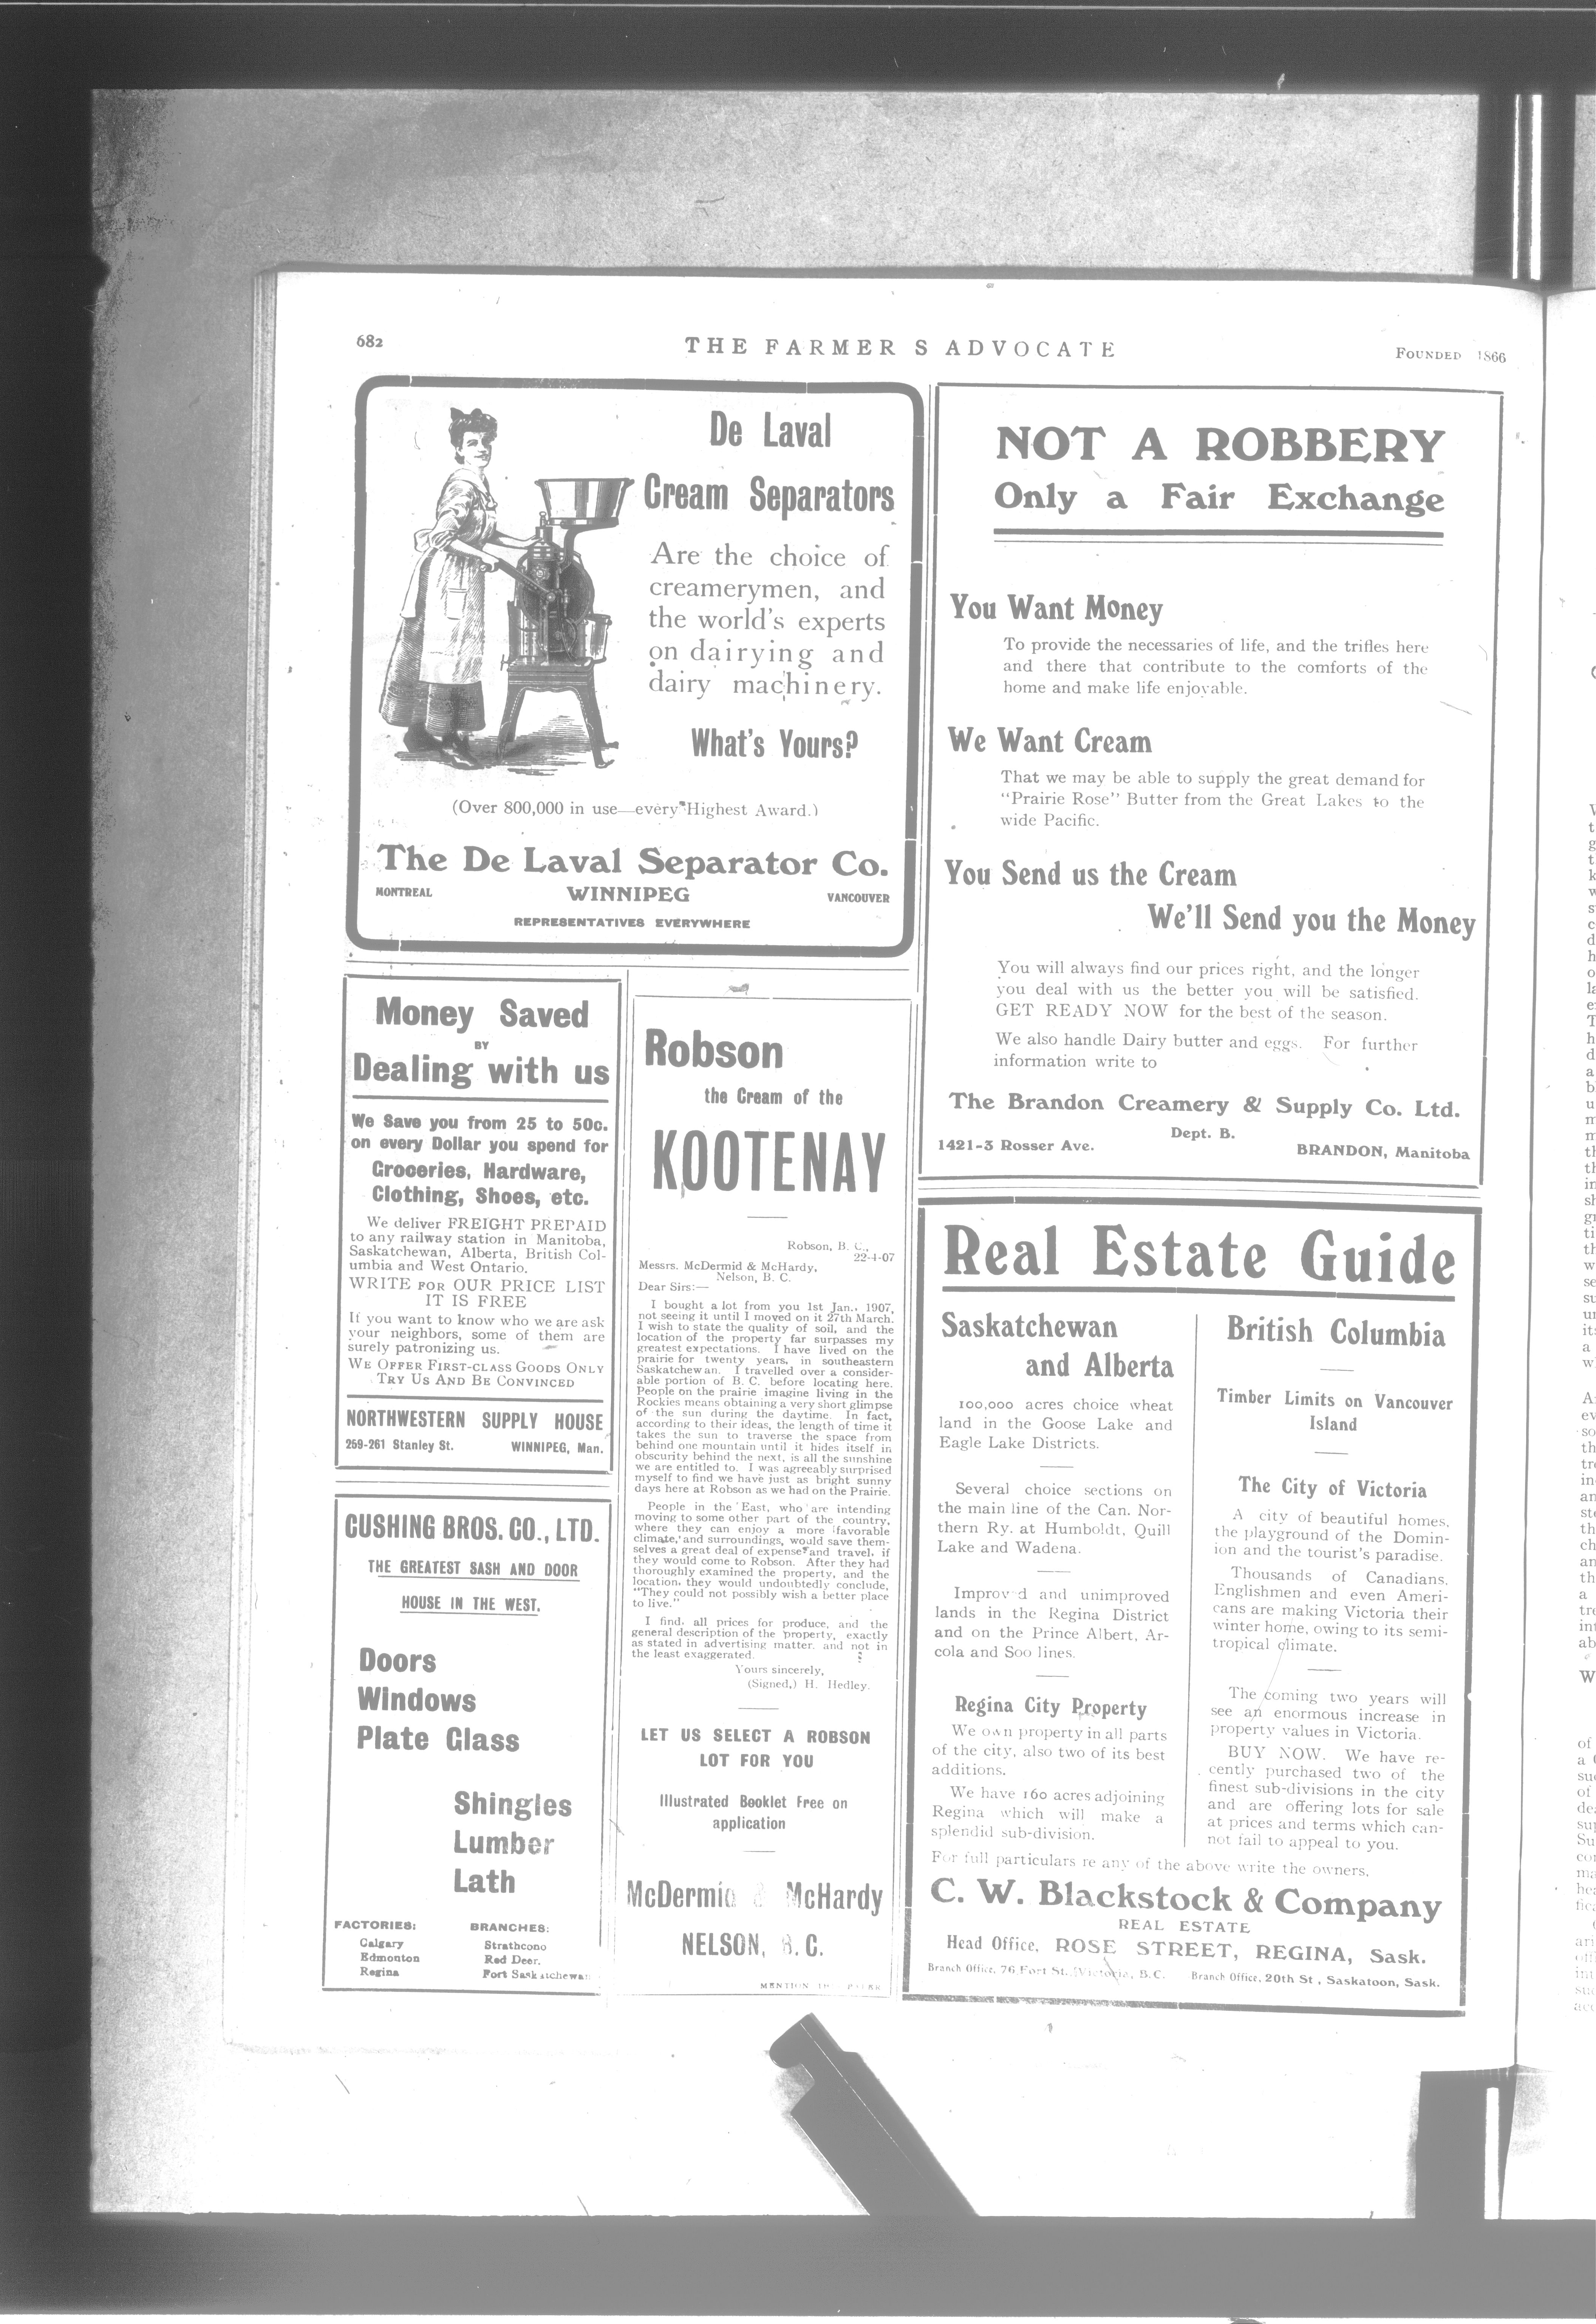 682
THE FARMER S ADVOCATE
FOUNDED 1866
De Laval
Cream Separators
Are the choice of
creamerymen, and
the world's experts
on dairying and
dairy machinery.
What's Yours?
(Over 800,000 in use—every Highest Award.)
The De Laval Separator Co.
MONTREAL WINNIPEG VANCOUVER
REPRESENTATIVES EVERYWHERE
NOT A ROBBERY
Only a Fair Exchange
You Want Money
To provide the necessaries of life, and the trifles here
and there that contribute to the comforts of the
home and make life enjoyable.
We Want Cream
That we may be able to supply the great demand for
"Prairie Rose" Butter from the Great Lakes to the
wide Pacific.
You Send us the Cream
We'll Send you the Money
You will always find our prices right, and the longer
you deal with us the better you will be satisfied.
GET READY NOW for the best of the season.
We also handle Dairy butter and eggs. For further
information write to
The Brandon Creamery & Supply Co. Ltd.
Dept. B.
1421-3 Rosser Ave. BRANDON, Manitoba
Money Saved
BY
Dealing with us
We Save you from 25 to 50c.
on every Dollar you spend for
Groceries, Hardware,
Clothing, Shoes, etc.
We deliver FREIGHT PREPAID
to any railway station in Manitoba,
Saskatchewan, Alberta, British Col-
umbia and West Ontario.
WRITE FOR OUR PRICE LIST
IT IS FREE
If you want to know who we are ask
your neighbors, some of them are
surely patronizing us.
WE OFFER FIRST-CLASS GOODS ONLY
TRY US AND BE CONVINCED
NORTHWESTERN SUPPLY HOUSE
259-261 Stanley St. WINNIPEG, Man.
CUSHING BROS. CO., LTD.
THE GREATEST SASH AND DOOR
HOUSE IN THE WEST.
Doors
Windows
Plate Glass
Shingles
Lumber
Lath
FACTORIES: BRANCHES:
Calgary Strathcono
Edmonton Red Deer.
Regina Fort Saskatchewan
Robson
the Cream of the
KOOTENAY
Robson, B. C.,
22-4-07
Messrs. McDermid & McHardy,
Nelson, B. C.
Dear Sirs:—
I bought a lot from you 1st Jan., 1907,
not seeing it until I moved on it 27th March.
I wish to state the quality of soil, and the
location of the property far surpasses my
greatest expectations. I have lived on the
prairie for twenty years, in southeastern
Saskatchewan. I travelled over a consider-
able portion of B. C. before locating here.
People on the prairie imagine living in the
Rockies means obtaining a very short glimpse
of the sun during the daytime. In fact,
according to their ideas, the length of time it
takes the sun to traverse the space from
behind one mountain until it hides itself in
obscurity behind the next, is all the sunshine
we are entitled to. I was agreeably surprised
myself to find we have just as bright sunny
days here at Robson as we had on the Prairie.
People in the East, who are intending
moving to some other part of the country,
where they can enjoy a more favorable
climate, and surroundings, would save them-
selves a great deal of expense and travel, if
they would come to Robson. After they had
thoroughly examined the property, and the
location, they would undoubtedly conclude,
"They could not possibly wish a better place
to live."
I find, all prices for produce, and the
general description of the property, exactly
as stated in advertising matter, and not in
the least exaggerated.
Yours sincerely,
(Signed,) H. Hedley.
LET US SELECT A ROBSON
LOT FOR YOU
Illustrated Booklet Free on
application
McDermid & McHardy
NELSON, B. C.
MENTION THIS PAPER
Real Estate Guide
Saskatchewan
and Alberta
100,000 acres choice wheat
land in the Goose Lake and
Eagle Lake Districts.
Several choice sections on
the main line of the Can. Nor-
thern Ry. at Humboldt, Quill
Lake and Wadena.
Improv d and unimproved
lands in the Regina District
and on the Prince Albert, Ar-
cola and Soo lines.
Regina City Property
We own property in all parts
of the city, also two of its best
additions.
We have 160 acres adjoining
Regina which will make a
splendid sub-division.
British Columbia
Timber Limits on Vancouver
Island
The City of Victoria
A city of beautiful homes,
the playground of the Domin-
ion and the tourist's paradise.
Thousands of Canadians,
Englishmen and even Ameri-
cans are making Victoria their
winter home, owing to its semi-
tropical climate.
The coming two years will
see an enormous increase in
property values in Victoria.
BUY NOW. We have re-
cently purchased two of the
finest sub-divisions in the city
and are offering lots for sale
at prices and terms which can-
not fail to appeal to you.
For full particulars re any of the above write the owners,
C. W. Blackstock & Company
REAL ESTATE
Head Office, ROSE STREET, REGINA, Sask.
Branch Office, 76 Fort St., Victoria, B.C. Branch Office, 20th St., Saskatoon, Sask.